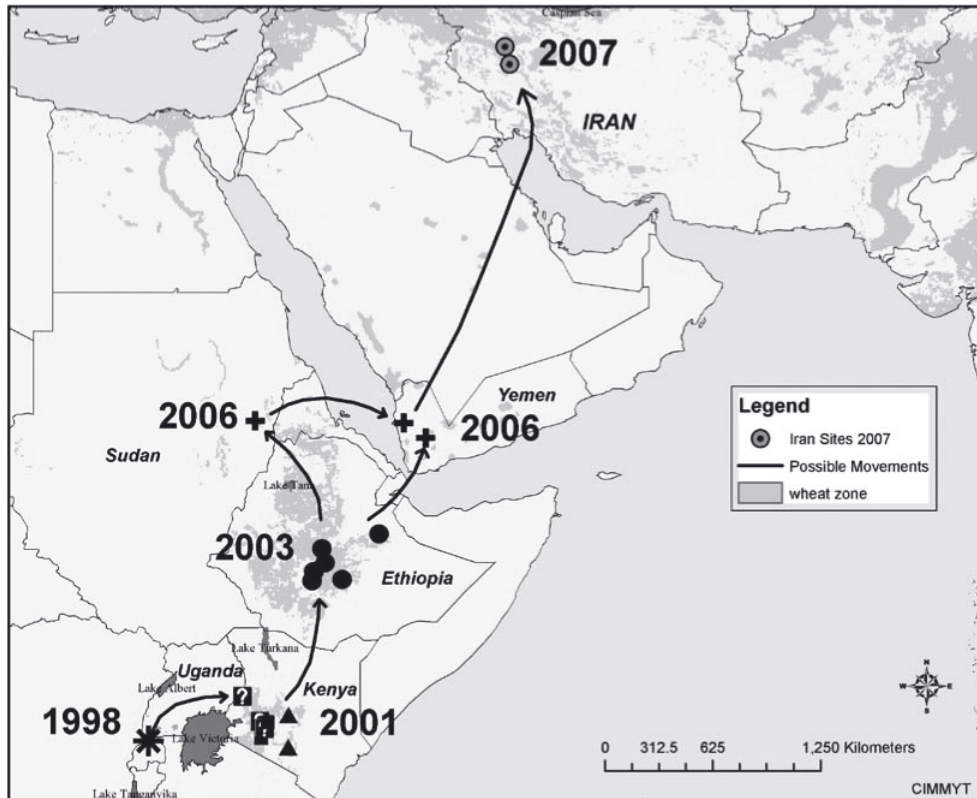 Caspian Sea
2007
IRAN
2006
Yemen
2006
Sudan
Legend
Iran Sites 2007
Possible Movements
wheat zone
Lake Tana
2003
Ethiopia
Lake Turkana
Uganda
Lake Albert
?
Kenya
1998
2001
?
Lake Victoria
N
W E
S
0 312.5 625 1,250 Kilometers
Lake Tanganyika
CIMMYT